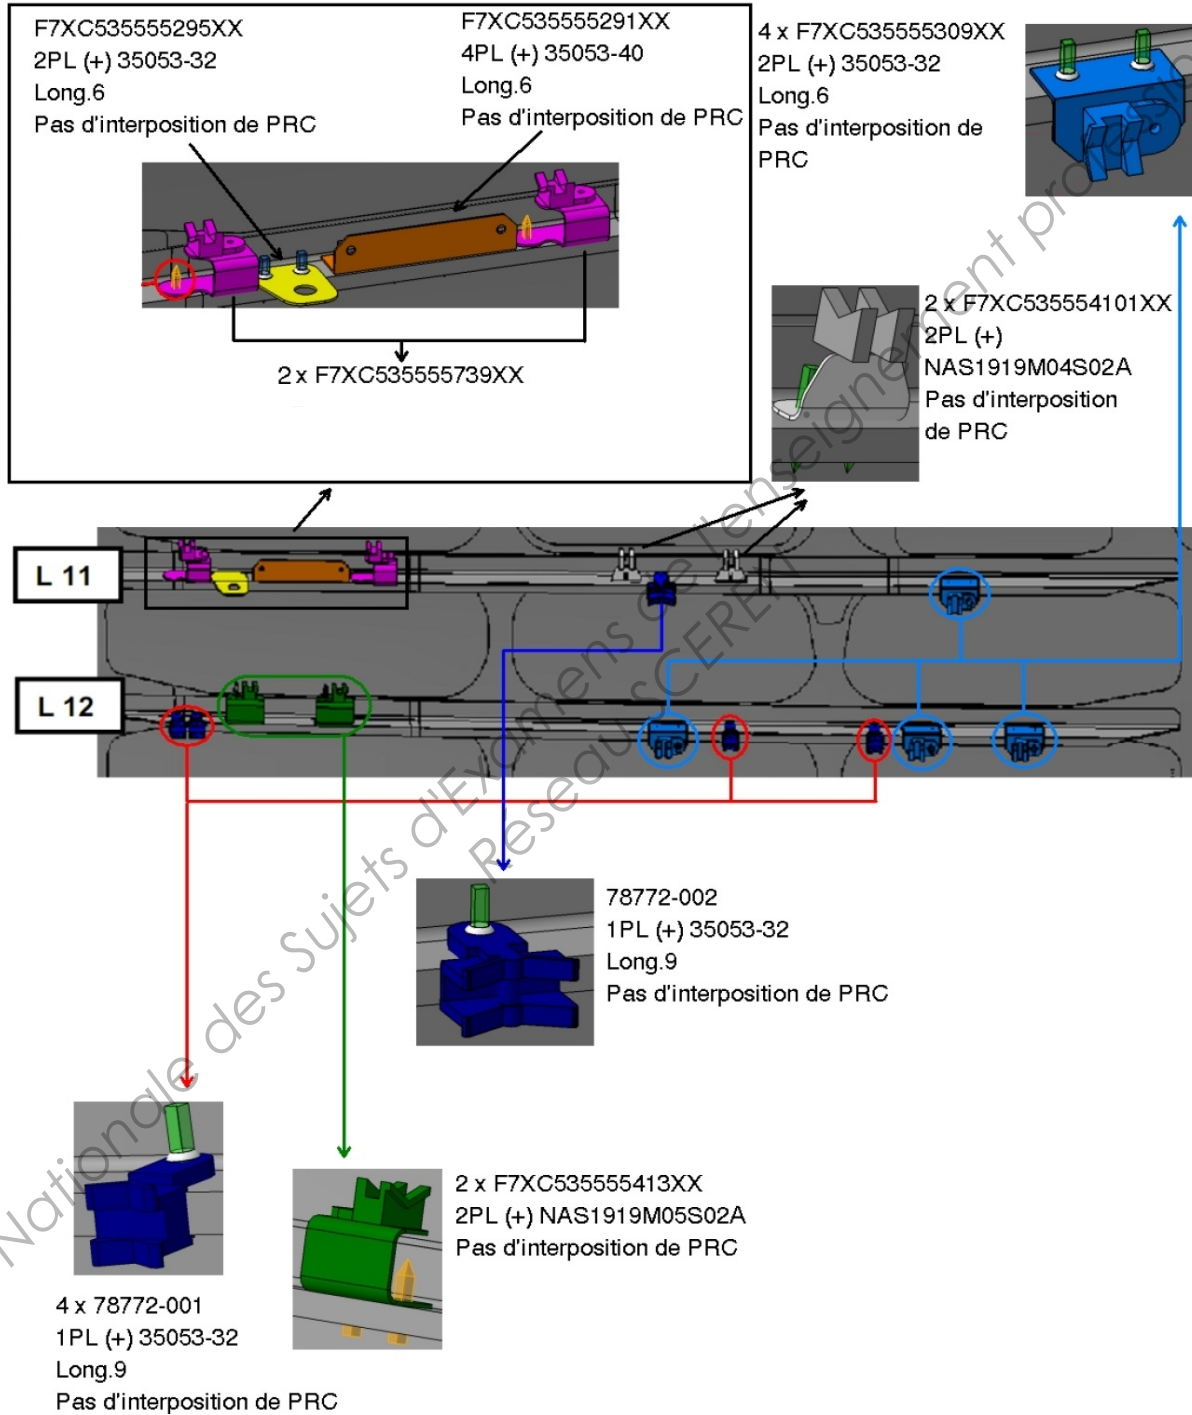 F7XC535555295XX
2PL (+) 35053-32
Long.6
Pas d'interposition de PRC
F7XC535555291XX
4PL (+) 35053-40
Long.6
Pas d'interposition de PRC
2 x F7XC535555739XX
4 x F7XC535555309XX
2PL (+) 35053-32
Long.6
Pas d'interposition de
PRC
2 x F7XC535554101XX
2PL (+)
NAS1919M04S02A
Pas d'interposition
de PRC
L 11
L 12
78772-002
1PL (+) 35053-32
Long.9
Pas d'interposition de PRC
2 x F7XC535555413XX
2PL (+) NAS1919M05S02A
Pas d'interposition de PRC
4 x 78772-001
1PL (+) 35053-32
Long.9
Pas d'interposition de PRC
Nationale des Sujets d'Examens de l'enseignement
Reseau SCEREN